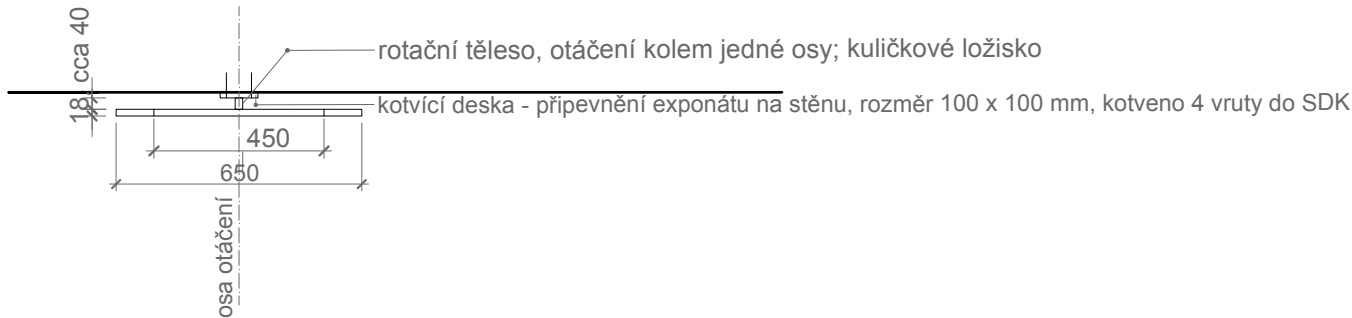 cca 40
18
rotační těleso, otáčení kolem jedné osy; kuličkové ložisko
kotvící deska - připevnění exponátu na stěnu, rozměr 100 x 100 mm, kotveno 4 vruty do SDK
450
650
osa otáčení